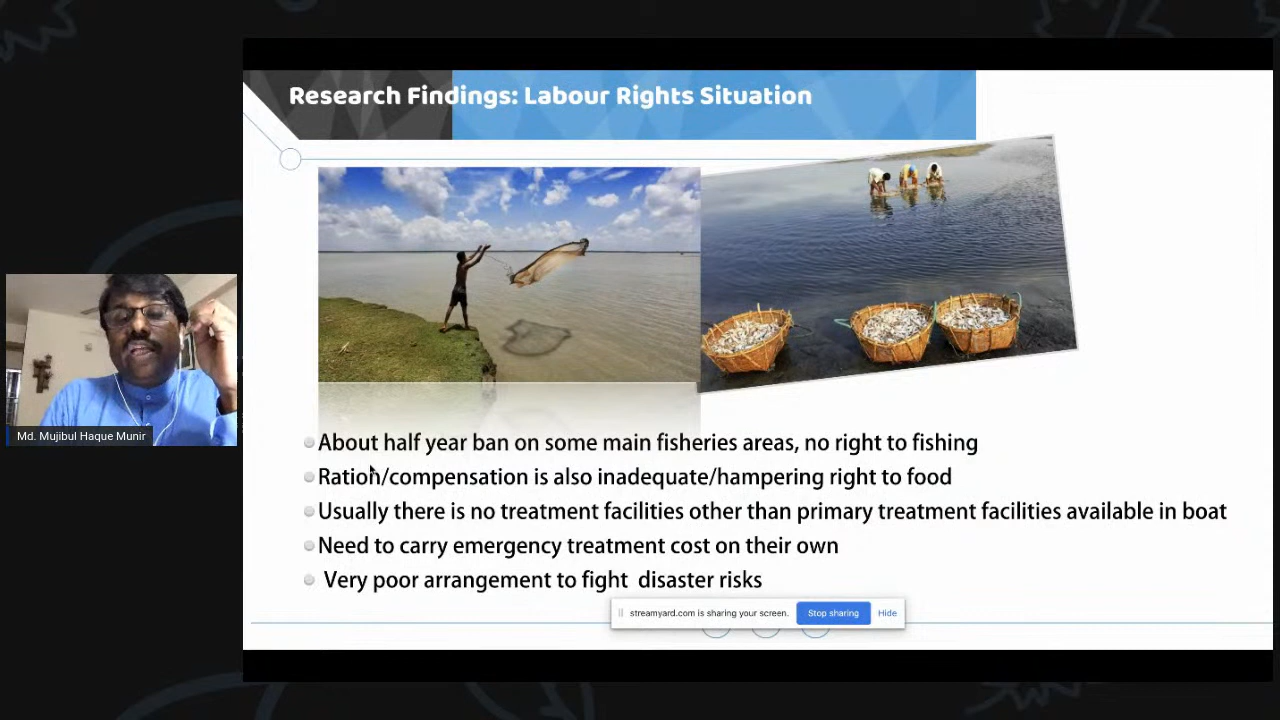 Research Findings: Labour Rights Situation
Md. Mujibul Haque Munir
About half year ban on some main fisheries areas, no right to fishing
Ration/compensation is also inadequate/hampering right to food
Usually there is no treatment facilities other than primary treatment facilities available in boat
Need to carry emergency treatment cost on their own
Very poor arrangement to fight disaster risks
streamyard.com is sharing your screen. Stop sharing Hide